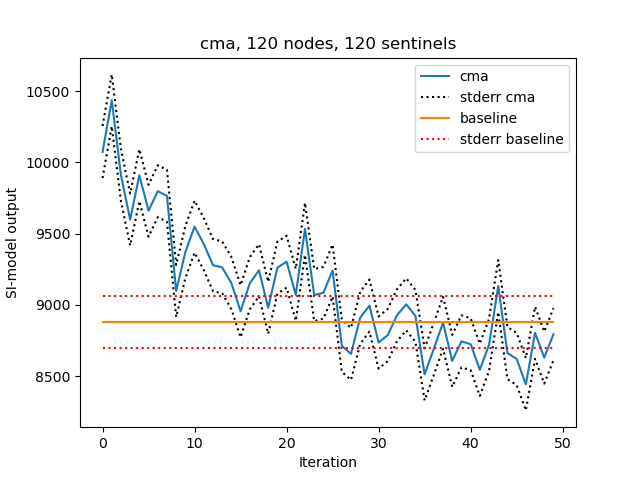 cma, 120 nodes, 120 sentinels
cma
stderr cma
baseline
stderr baseline
SI-model output
10500
10000
9500
9000
8500
0 10 20 30 40 50
Iteration